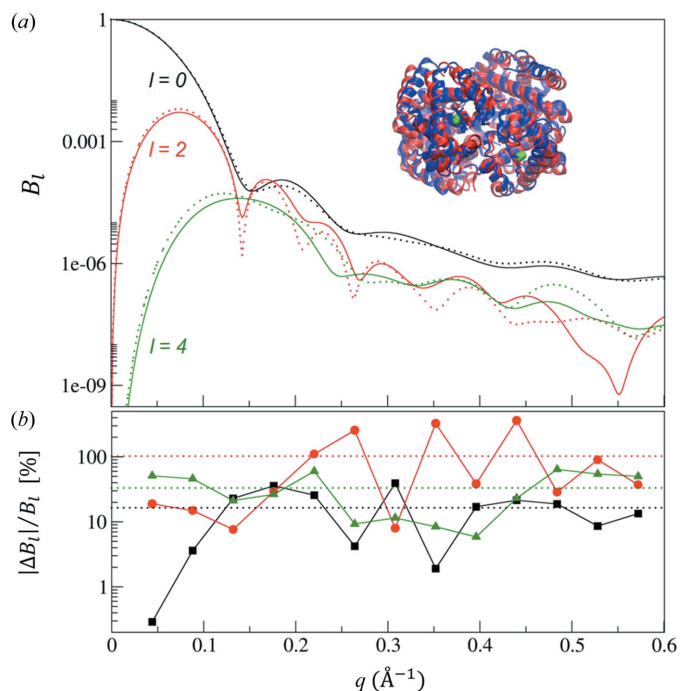 (a)
1
l = 0
0.001
l = 2
B_l
1e-06
l = 4
1e-09
(b)
|ΔB_l|/B_l [%]
100
10
1
0 0.1 0.2 0.3 0.4 0.5 0.6
q (Å⁻¹)